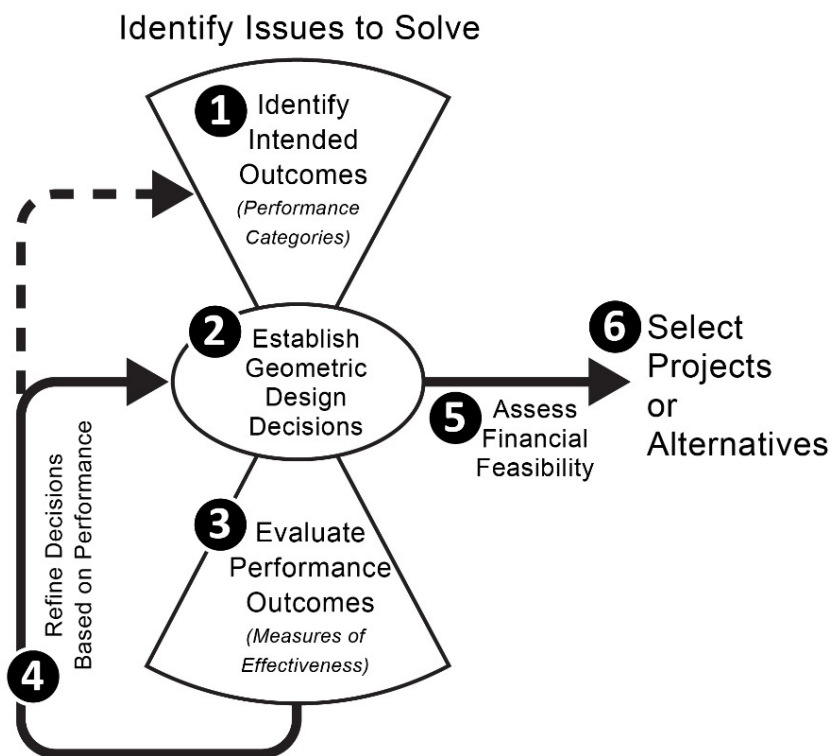 Identify Issues to Solve
1 Identify
Intended
Outcomes
(Performance
Categories)
2 Establish
Geometric
Design
Decisions
3 Evaluate
Performance
Outcomes
(Measures of
Effectiveness)
4 Refine Decisions
Based on Performance
5 Assess
Financial
Feasibility
6 Select
Projects
or
Alternatives